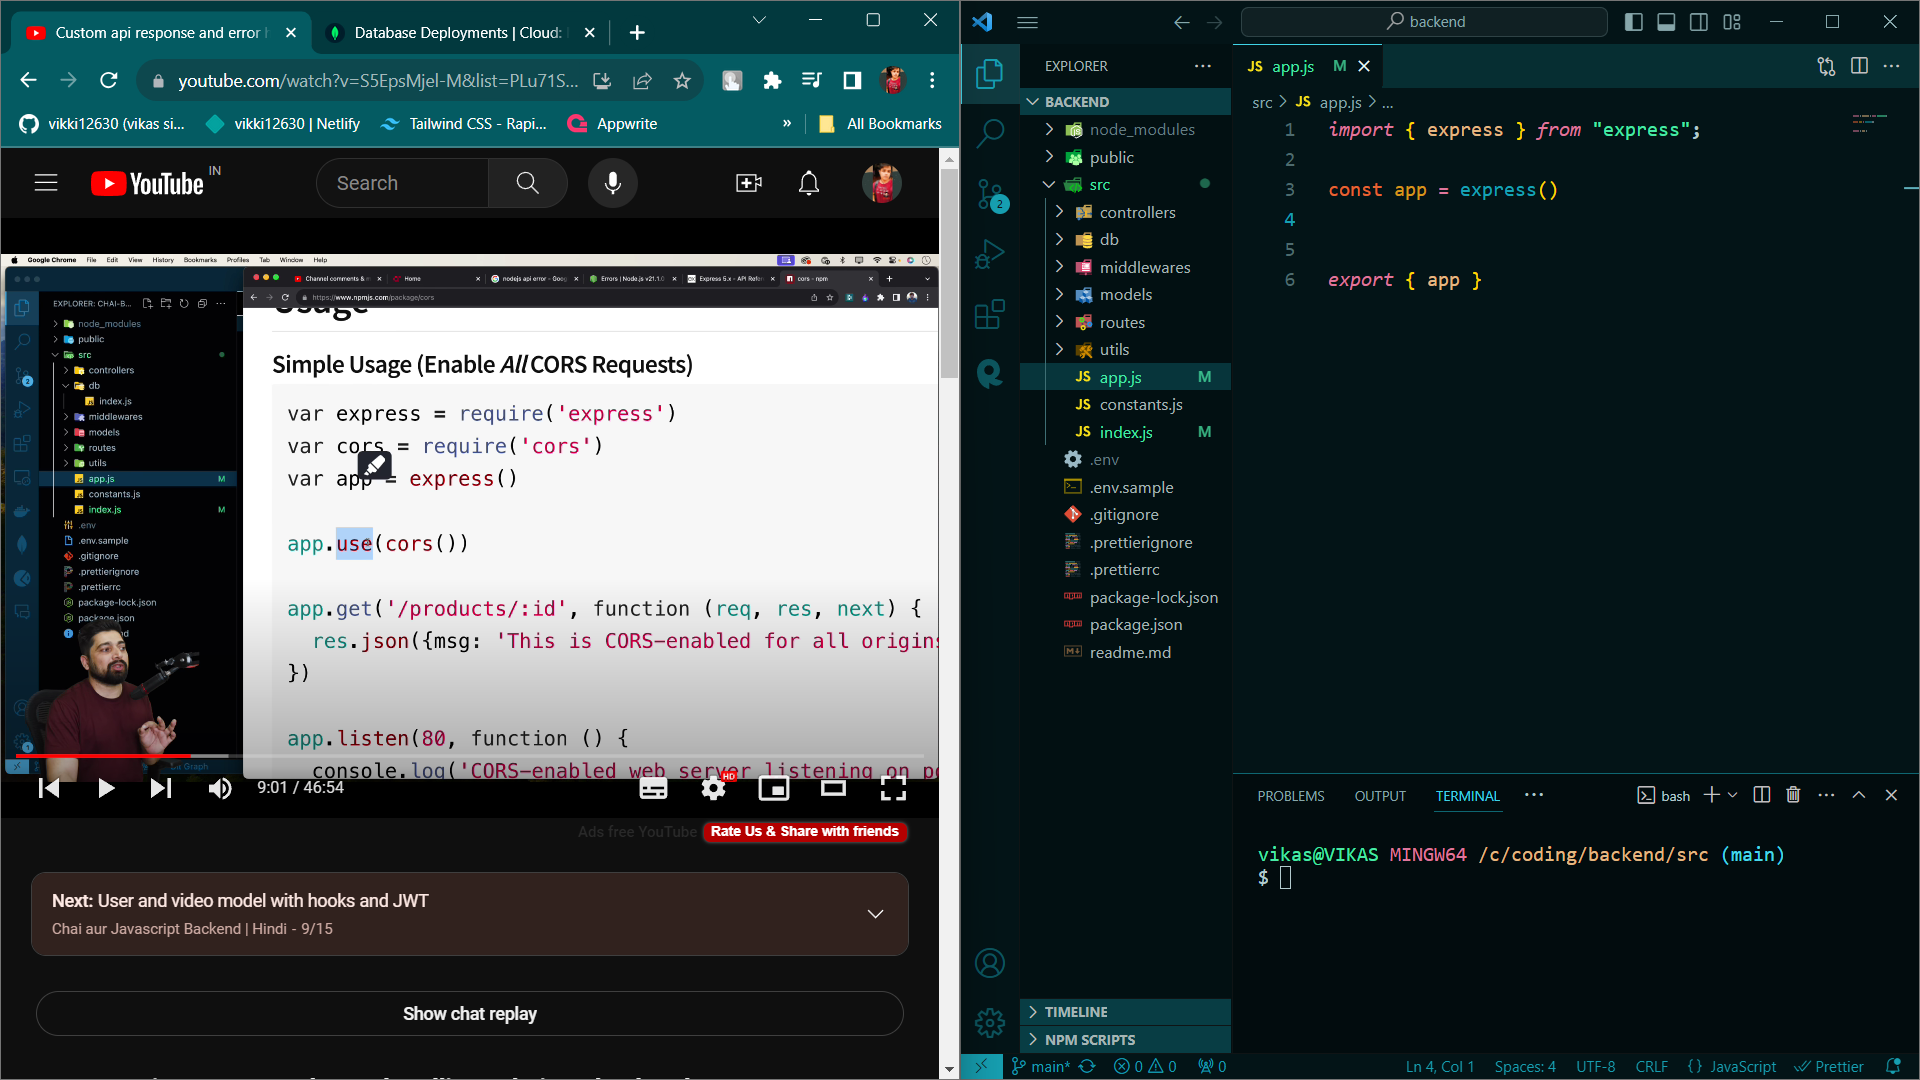 Custom api response and error h
Database Deployments | Cloud:
youtube.com/watch?v=S5EpsMjel-M&list=PLu71S...
vikki12630 (vikas si...
vikki12630 | Netlify
Tailwind CSS - Rapi...
Appwrite
»
All Bookmarks
YouTube IN
Search
Google Chrome File Edit View History Bookmarks Profiles Tab Window Help
Channel comments & m
Home
nodejs api error - Goog
Errors | Node.js v21.1.0
Express 5.x - API Refer
cors - npm
https://www.npmjs.com/package/cors
EXPLORER: CHAI-B...
node_modules
public
src
controllers
db
index.js
middlewares
models
routes
utils
app.js M
constants.js
index.js M
.env
.env.sample
.gitignore
.prettierignore
.prettierrc
package-lock.json
package.json
Usage
Simple Usage (Enable All CORS Requests)
var express = require('express')
var cors = require('cors')
var app = express()
app.use(cors())
app.get('/products/:id', function (req, res, next) {
res.json({msg: 'This is CORS-enabled for all origins
})
app.listen(80, function () {
console.log('CORS-enabled web server listening on po
Git Graph
9:01 / 46:54
HD
Ads free YouTube
Rate Us & Share with friends
Next: User and video model with hooks and JWT
Chai aur Javascript Backend | Hindi - 9/15
Show chat replay
backend
EXPLORER
BACKEND
node_modules
public
src
controllers
db
middlewares
models
routes
utils
JS app.js M
JS constants.js
JS index.js M
.env
.env.sample
.gitignore
.prettierignore
.prettierrc
package-lock.json
package.json
readme.md
TIMELINE
NPM SCRIPTS
2
JS app.js M
src > JS app.js > ...
1 import { express } from "express";
2
3 const app = express()
4
5
6 export { app }
PROBLEMS OUTPUT TERMINAL
bash
vikas@VIKAS MINGW64 /c/coding/backend/src (main)
$
main* 0 0 0
Ln 4, Col 1 Spaces: 4 UTF-8 CRLF {} JavaScript Prettier